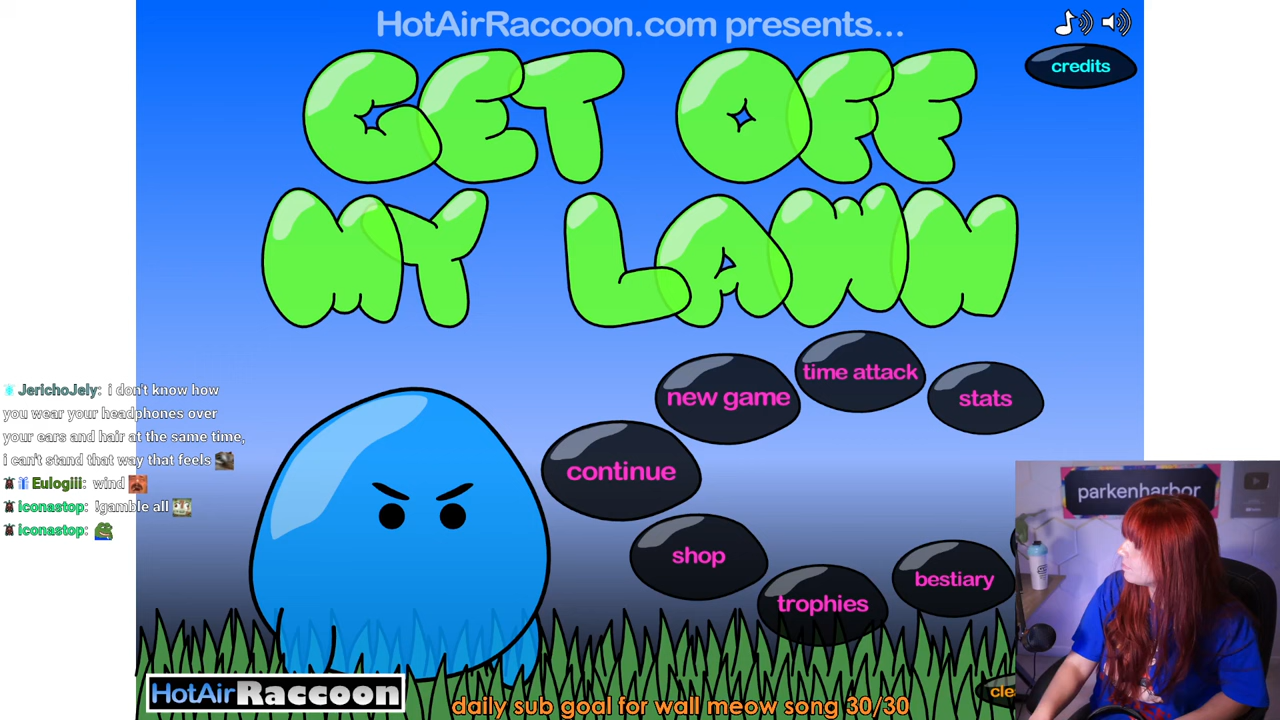 HotAirRaccoon.com presents...
credits
GET OFF
MY LAWN
time attack
new game
stats
continue
JerichoJely: i don't know how
you wear your headphones over
your ears and hair at the same time,
i can't stand that way that feels
Eulogiii: wind
iconastop: !gamble all
iconastop:
parkenharbor
shop
bestiary
trophies
HotAirRaccoon
daily sub goal for wall meow song 30/30